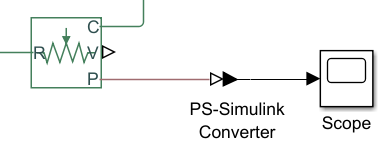 C
R V
P
PS-Simulink
Converter
Scope